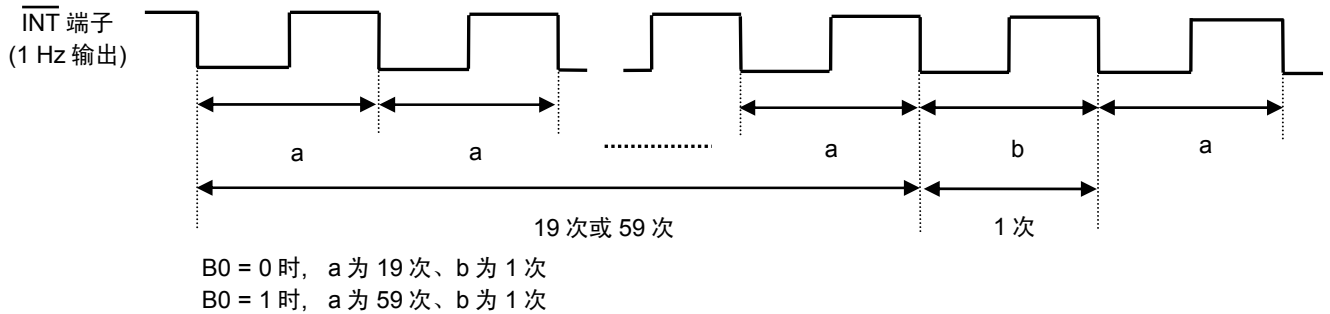 INT 端子
(1 Hz 输出)
a
a
a
b
a
19 次或 59 次
1 次
B0 = 0 时, a 为 19 次、b 为 1 次
B0 = 1 时, a 为 59 次、b 为 1 次